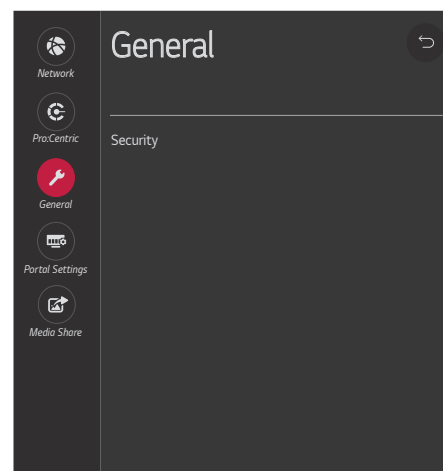 Network
Pro:Centric
General
Portal Settings
Media Share
General
Security